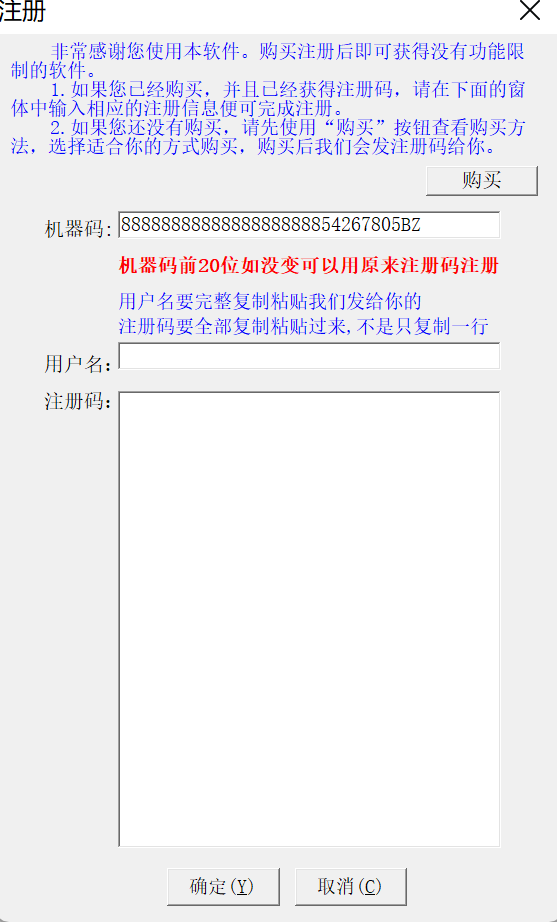 注册
非常感谢您使用本软件。购买注册后即可获得没有功能限
制的软件。
1.如果您已经购买，并且已经获得注册码，请在下面的窗
体中输入相应的注册信息便可完成注册。
2.如果您还没有购买，请先使用“购买”按钮查看购买方
法，选择适合你的方式购买，购买后我们会发注册码给你。
购买
机器码: 888888888888888888888854267805BZ
机器码前20位如没变可以用原来注册码注册
用户名要完整复制粘贴我们发给你的
注册码要全部复制粘贴过来,不是只复制一行
用户名：
注册码：
确定(Y) 取消(C)